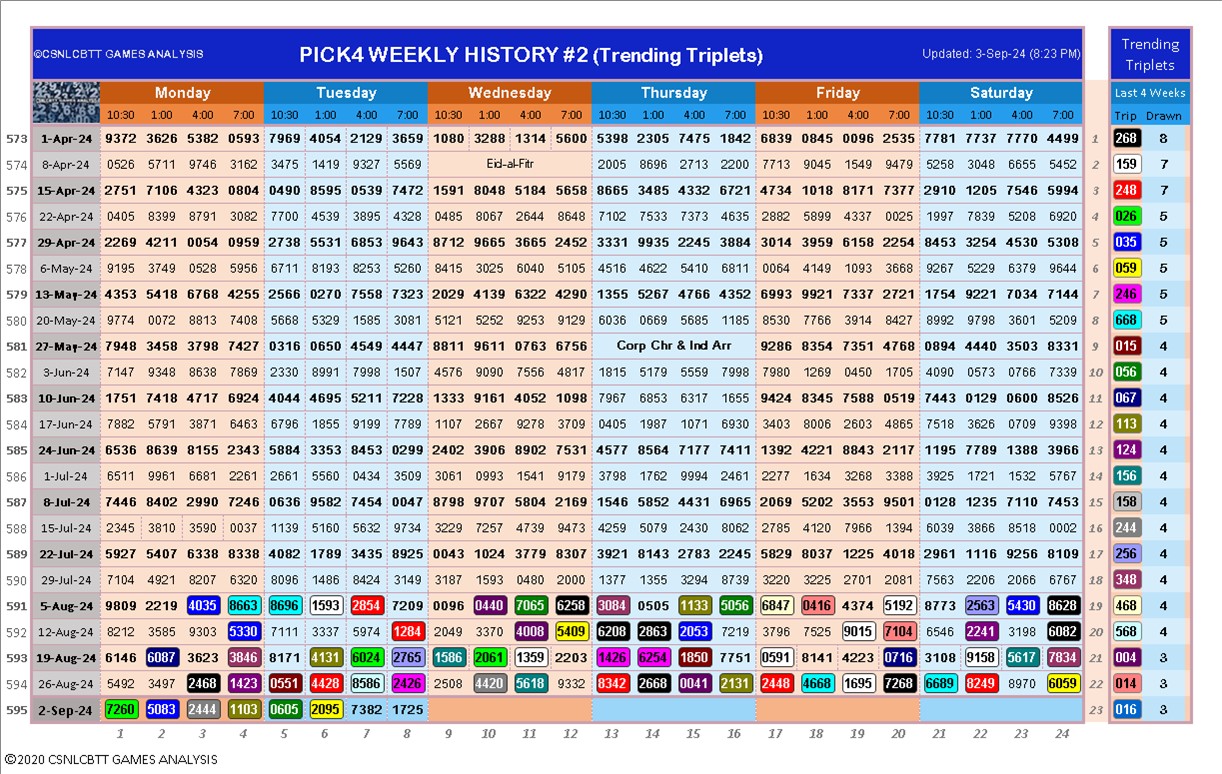 ©CSNLCBTT GAMES ANALYSIS PICK4 WEEKLY HISTORY #2 (Trending Triplets) Updated: 3-Sep-24 (8:23 PM) Trending Triplets
Monday Tuesday Wednesday Thursday Friday Saturday Last 4 Weeks
10:30 1:00 4:00 7:00 10:30 1:00 4:00 7:00 10:30 1:00 4:00 7:00 10:30 1:00 4:00 7:00 10:30 1:00 4:00 7:00 10:30 1:00 4:00 7:00 Trip Drawn
573 1-Apr-24 9372 3626 5382 0593 7969 4054 2129 3659 1080 3288 1314 5600 5398 2305 7475 1842 6839 0845 0096 2535 7781 7737 7770 4499 1 268 8
574 8-Apr-24 0526 5711 9746 3162 3475 1419 9327 5569 Eid-al-Fitr 2005 8696 2713 2200 7713 9045 1549 9479 5258 3048 6655 5452 2 159 7
575 15-Apr-24 2751 7106 4323 0804 0490 8595 0539 7472 1591 8048 5184 5658 8665 3485 4332 6721 4734 1018 8171 7377 2910 1205 7546 5994 3 248 7
576 22-Apr-24 0405 8399 8791 3082 7700 4539 3895 4328 0485 8067 2644 8648 7102 7533 7373 4635 2882 5899 4337 0025 1997 7839 5208 6920 4 026 5
577 29-Apr-24 2269 4211 0054 0959 2738 5531 6853 9643 8712 9665 3665 2452 3331 9935 2245 3884 3014 3959 6158 2254 8453 3254 4530 5308 5 035 5
578 6-May-24 9195 3749 0528 5956 6711 8193 8253 5260 8415 3025 6040 5105 4516 4622 5410 6811 0064 4149 1093 3668 9267 5229 6379 9644 6 059 5
579 13-May-24 4353 5418 6768 4255 2566 0270 7558 7323 2029 4139 6322 4290 1355 5267 4766 4352 6993 9921 7337 2721 1754 9221 7034 7144 7 246 5
580 20-May-24 9774 0072 8813 7408 5668 5329 1585 3081 5121 5252 9253 9129 6036 0669 5685 1185 8530 7766 3914 8427 8992 9798 3601 5209 8 668 5
581 27-May-24 7948 3458 3798 7427 0316 0650 4549 4447 9111 9611 0763 6756 Corp Chr & Ind Arr 9286 8354 7351 4768 0894 4440 3503 8331 9 015 4
582 3-Jun-24 7147 9348 8638 7869 2330 8991 7998 1507 4576 9090 7556 4817 1815 5179 5559 7998 7980 1269 0450 1705 4090 0573 0766 7339 10 056 4
583 10-Jun-24 1751 7418 4717 6924 4044 4695 5211 7228 1333 9161 4052 1098 7967 6853 6317 1655 9424 8345 7588 0519 7443 0129 0600 8526 11 067 4
584 17-Jun-24 7882 5791 3871 6463 6796 1855 9199 7789 1107 2667 9278 3709 0405 1987 1071 6930 3403 8006 2603 4865 7518 3626 0709 9398 12 113 4
585 24-Jun-24 6536 8639 8155 2343 5884 3353 8453 0299 2402 3906 8902 7531 4577 8564 7177 7411 1392 4221 8843 2117 1195 7789 1388 3966 13 124 4
586 1-Jul-24 6511 9961 6681 2261 2661 5560 0434 3509 3061 0993 1541 9179 3798 1762 2994 2461 2277 1634 3268 3388 3925 1721 1532 5767 14 156 4
587 8-Jul-24 7446 8402 2990 7246 0636 9582 7454 0047 8798 9707 5804 2169 1546 5852 4431 6965 2069 5202 3553 9501 0128 1235 7110 7453 15 158 4
588 15-Jul-24 2345 3810 3590 0037 1139 5160 5632 9734 3229 7257 4739 9473 4259 5079 2430 8062 2785 4120 7966 1394 6039 3866 8518 0002 16 244 4
589 22-Jul-24 5927 5407 6338 8338 4082 1789 3435 8925 0043 1024 3779 8307 3921 8143 2783 2245 5829 8037 1225 4018 2961 1116 9256 8109 17 256 4
590 29-Jul-24 7104 4921 8207 6320 8096 1486 8424 3149 3187 1593 0480 2000 1377 1355 3294 8739 3220 3225 2701 2081 7563 2206 2066 6767 18 348 4
591 5-Aug-24 9809 2219 4035 8663 8696 1593 2854 7209 0096 0440 7065 6258 3084 0505 1133 5056 6847 0416 4374 5192 8773 2563 5430 8628 19 468 4
592 12-Aug-24 8212 3585 9303 5330 7111 3337 5974 1284 2049 3370 4008 5409 6208 2863 2053 7219 3796 7525 9015 7104 6546 2241 3198 6082 20 568 4
593 19-Aug-24 6146 6087 3623 3846 8171 4131 6024 2765 1586 2061 1359 2203 1426 6254 1850 7751 0591 8141 4223 0716 3108 9158 5617 7834 21 004 3
594 26-Aug-24 5492 3497 2468 1423 0551 4428 8586 2426 2508 4420 5618 9332 8342 2668 0041 2131 2448 4668 1695 7268 6689 8249 8970 6059 22 014 3
595 2-Sep-24 7260 5083 2444 1103 0605 2095 7382 1725 23 016 3
1 2 3 4 5 6 7 8 9 10 11 12 13 14 15 16 17 18 19 20 21 22 23 24
©2020 CSNLCBTT GAMES ANALYSIS